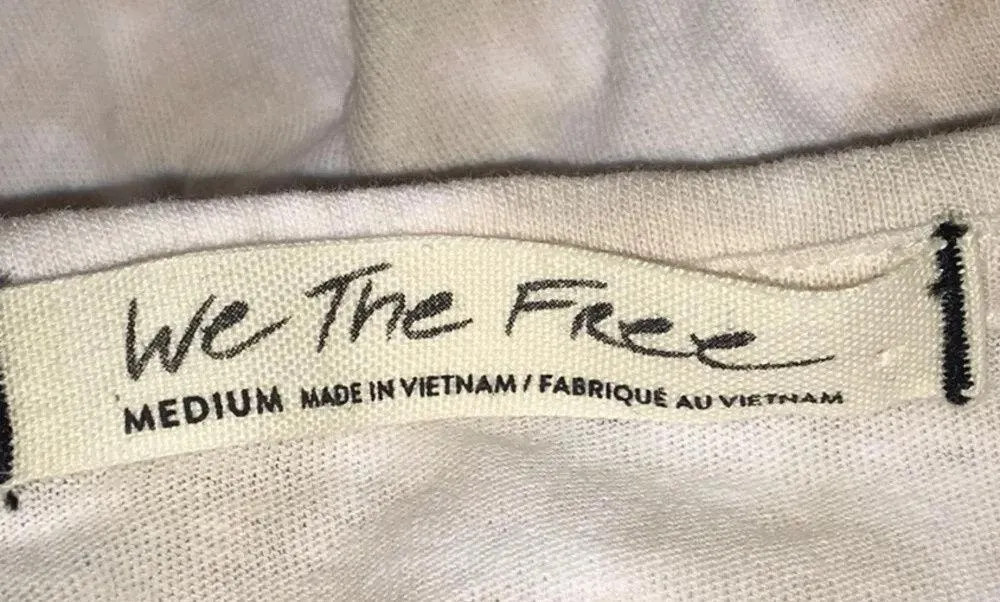 We The Free
MEDIUM MADE IN VIETNAM / FABRIQUÉ AU VIETNAM